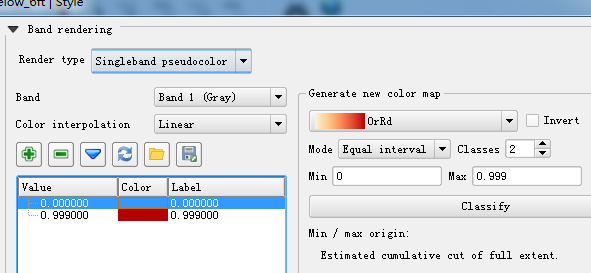 elow_6ft | Style
Band rendering
Render type Singleband pseudocolor
Band Band 1 (Gray)
Color interpolation Linear
Value Color Label
0.000000 0.000000
0.999000 0.999000
Generate new color map
OrRd Invert
Mode Equal interval Classes 2
Min 0 Max 0.999
Classify
Min / max origin:
Estimated cumulative cut of full extent.